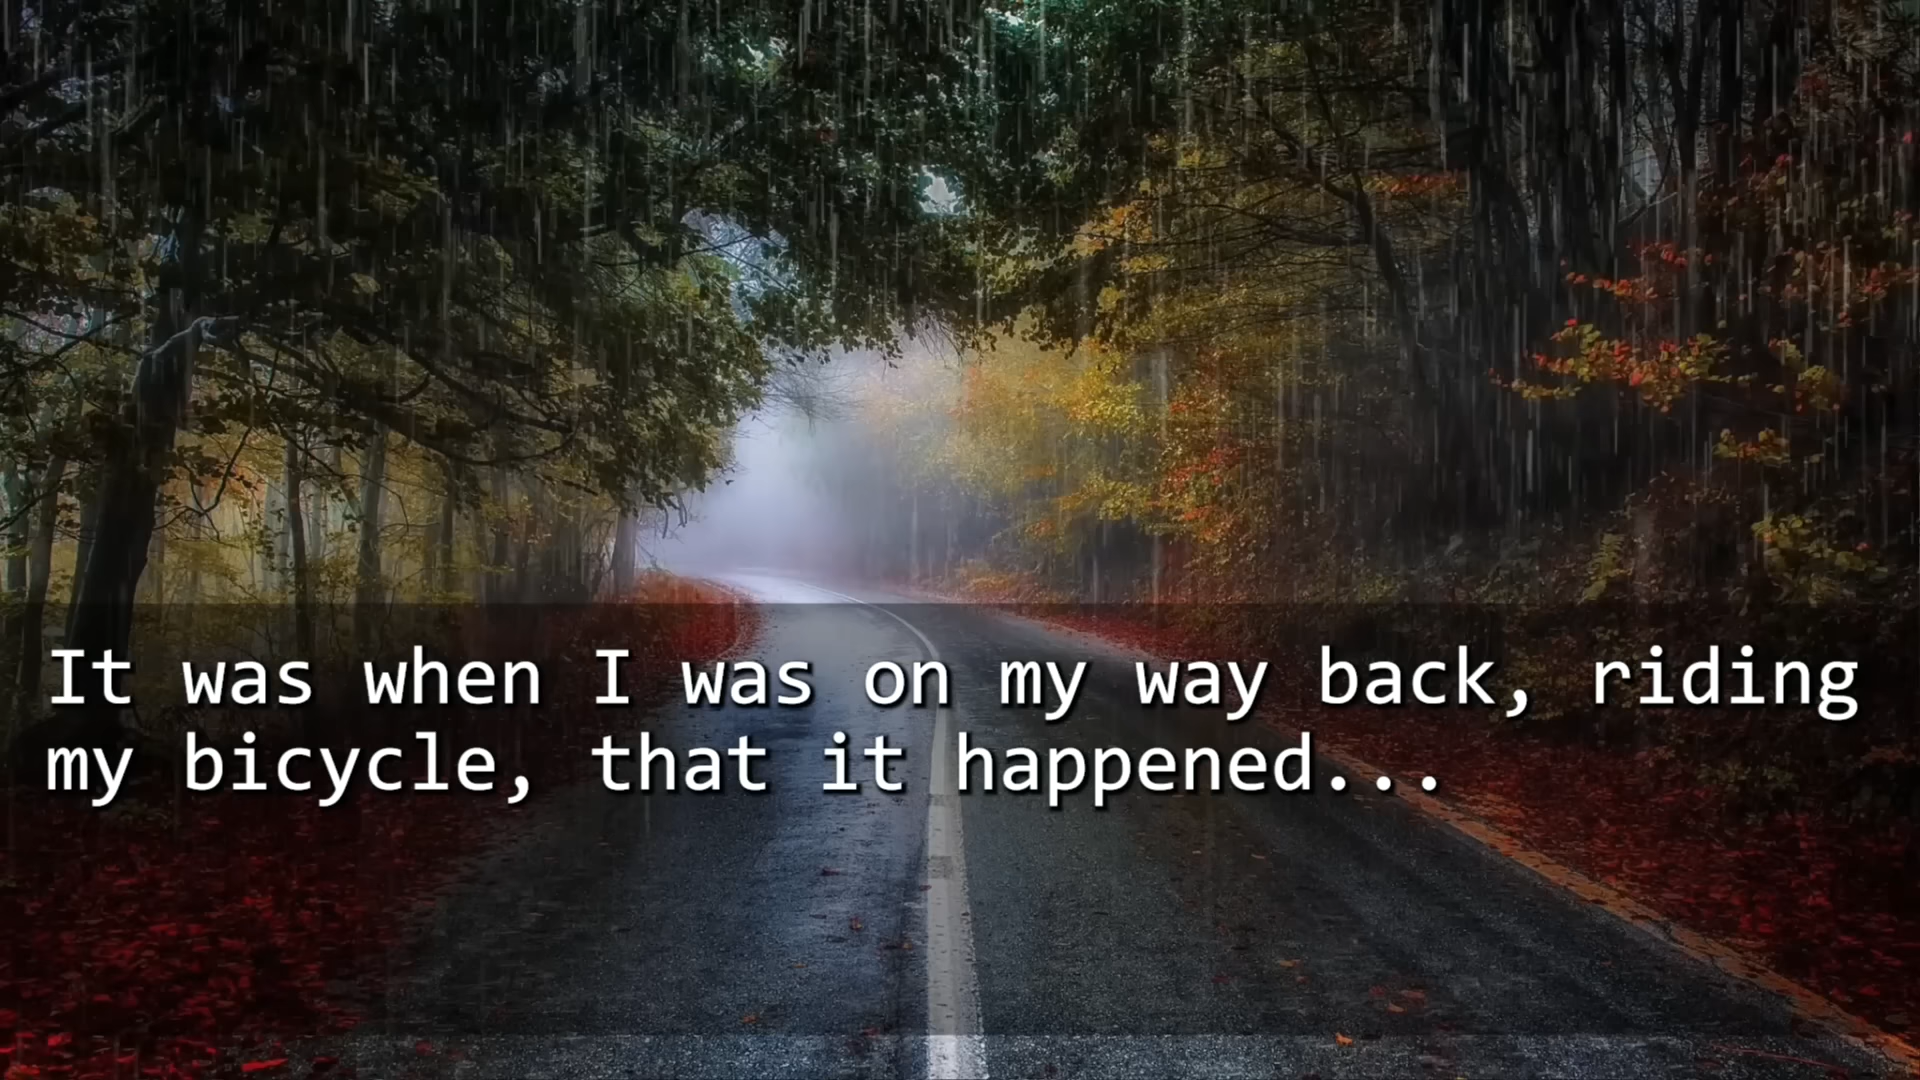 It was when I was on my way back, riding
my bicycle, that it happened...